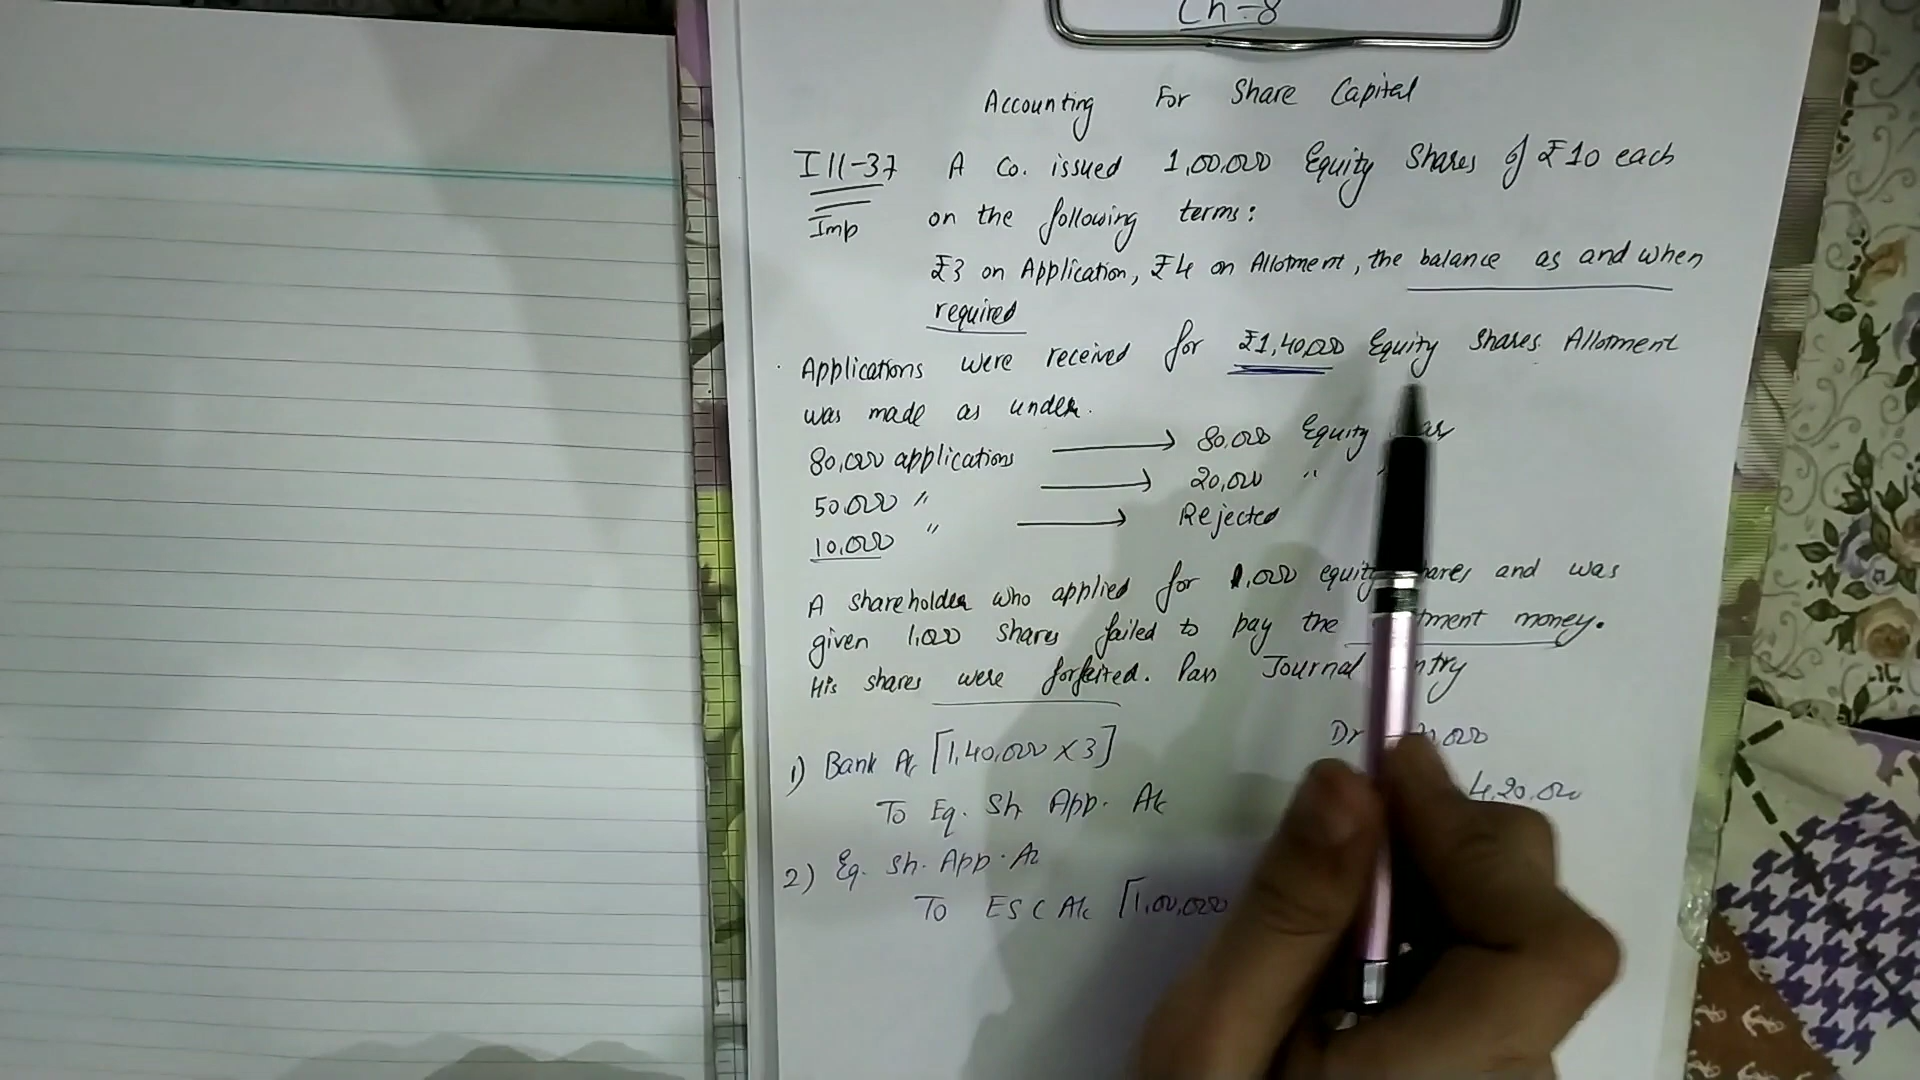 Ch-8
Accounting For Share Capital
Ill-37 A Co. issued 1,00,000 Equity Shares of ₹10 each
Imp on the following terms:
₹3 on Application, ₹4 on Allotment, the balance as and when
required
Applications were received for ₹1,40,000 Equity Shares Allotment
was made as under.
80,000 applications → 80,000 Equity
50,000 " → 20,000 " "
10,000 " → Rejected
A shareholder who applied for 1,000 equity shares and was
given 1,000 shares failed to pay the money.
His shares were forfeited. Pass Journal
1) Bank A/c [1,40,000 X 3] Dr
To Eq. Sh App. A/c 4,20,000
2) Eq. Sh. App. A/c
To ESC A/c [1,00,000